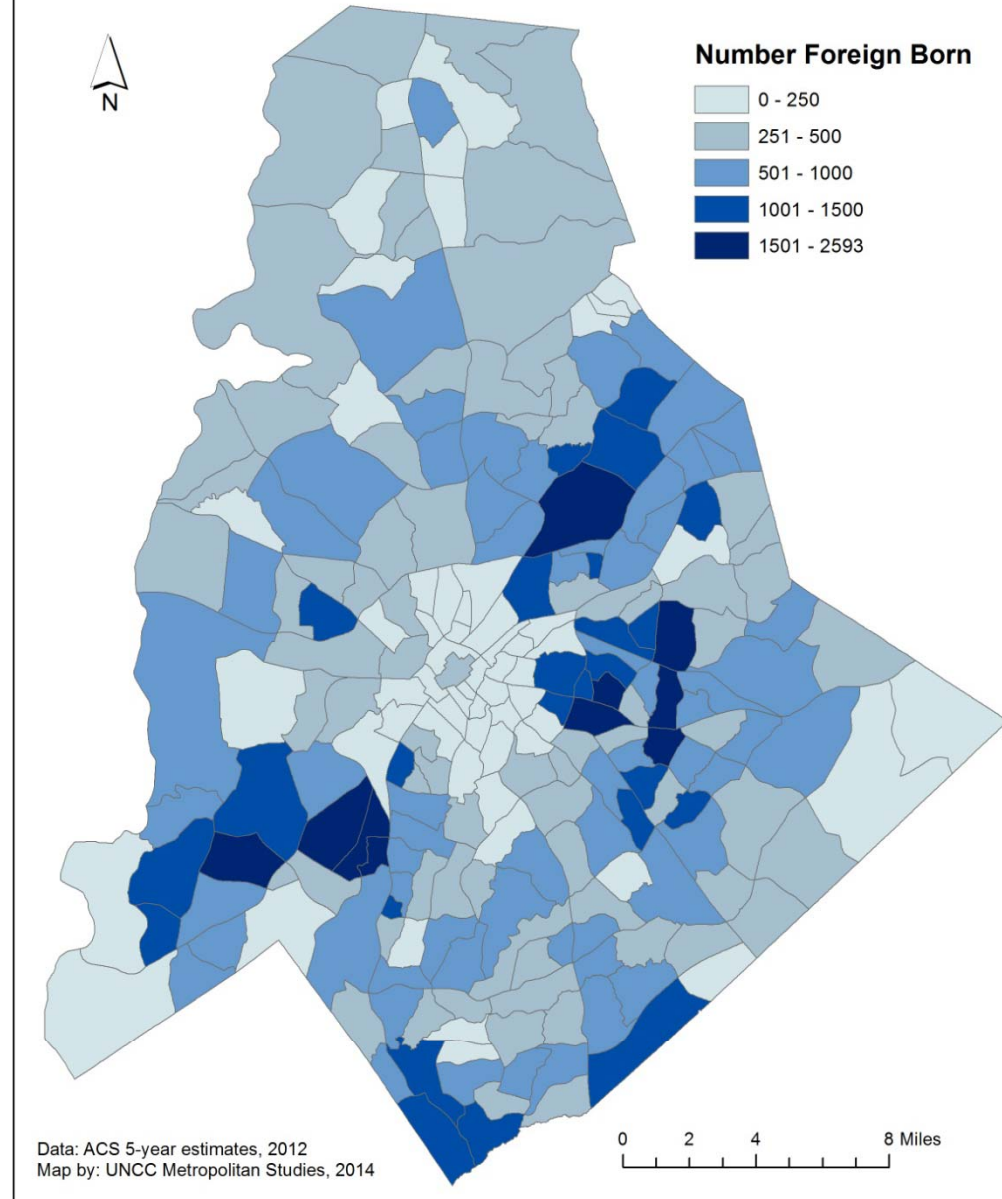 N
Number Foreign Born
0 - 250
251 - 500
501 - 1000
1001 - 1500
1501 - 2593
Data: ACS 5-year estimates, 2012
Map by: UNCC Metropolitan Studies, 2014
0 2 4 8 Miles